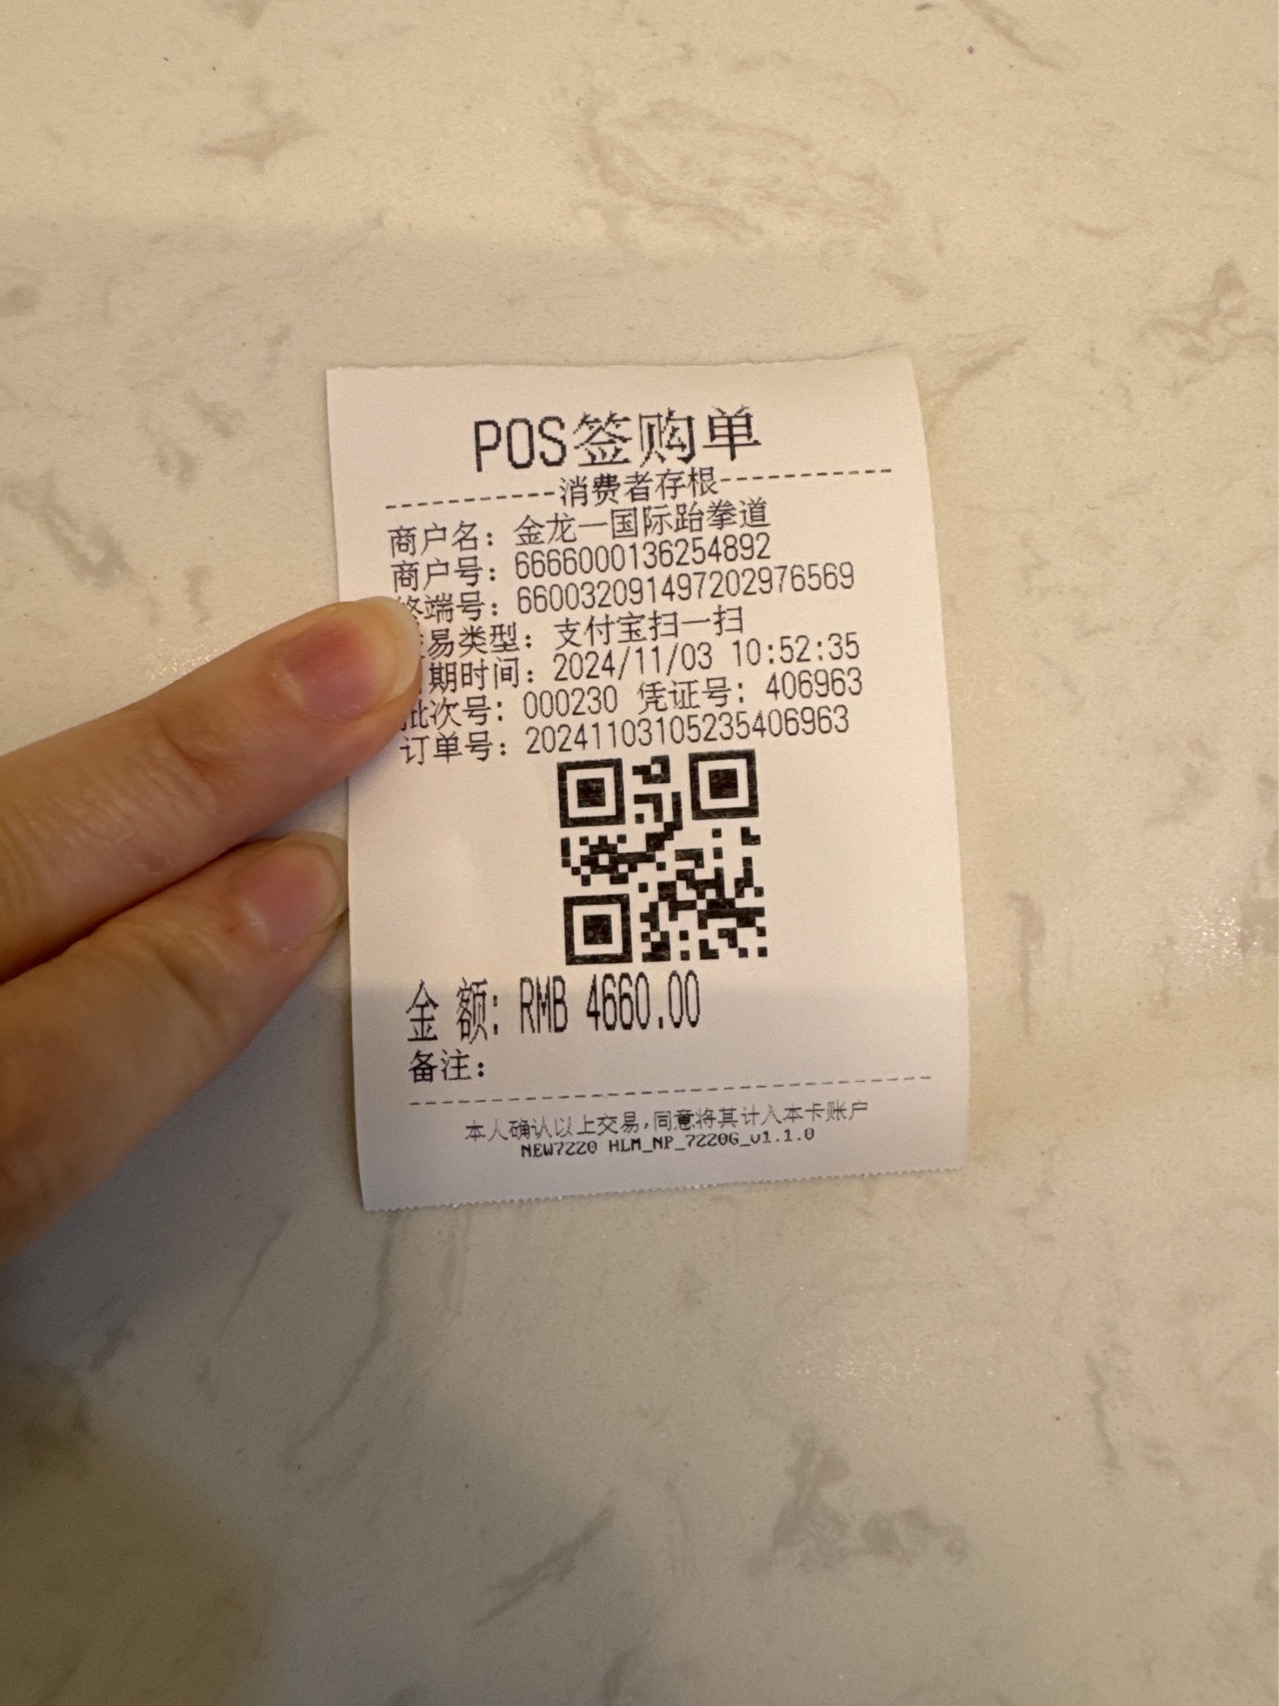 POS签购单
----------消费者存根-----------
商户名：金龙一国际跆拳道
商户号：6666000136254892
终端号：660032091497202976569
易类型：支付宝扫一扫
期时间：2024/11/03 10:52:35
批次号：000230 凭证号：406963
订单号：20241103105235406963
金 额：RMB 4660.00
备注：
本人确认以上交易,同意将其计入本卡账户
NEW7220 HLM_NP_7220G_v1.1.0